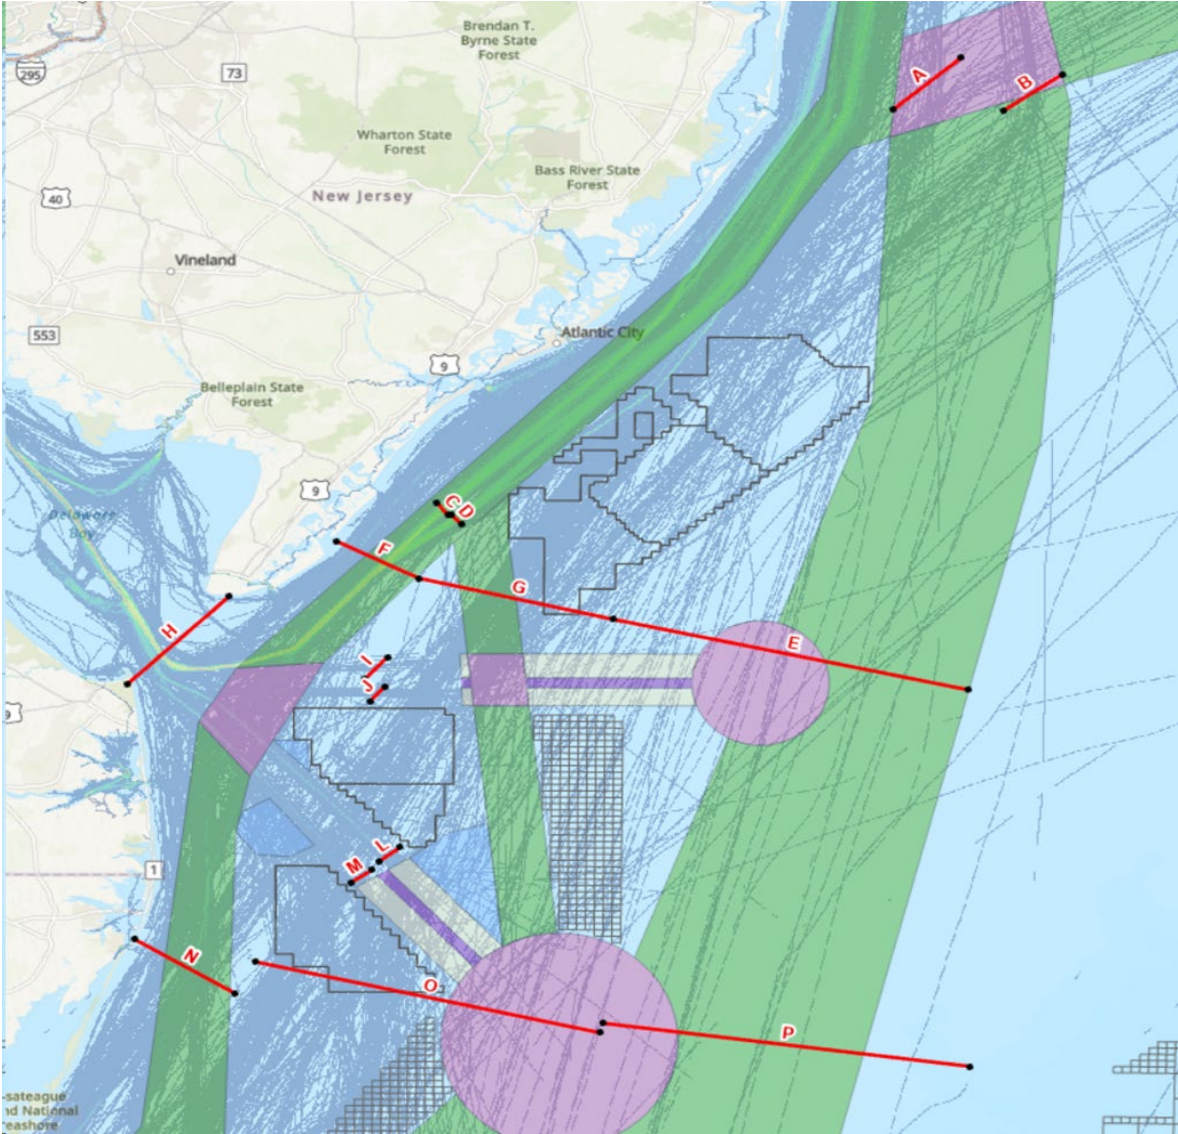 Brendan T.
Byrne State
Forest
295
73
A
B
Wharton State
Forest
Bass River State
Forest
40
New Jersey
Vineland
553
Atlantic City
9
Belleplain State
Forest
9
C
D
Delaware
Bay
F
G
H
E
I
J
9
L
M
1
N
O
P
-sateague
nd National
eashore